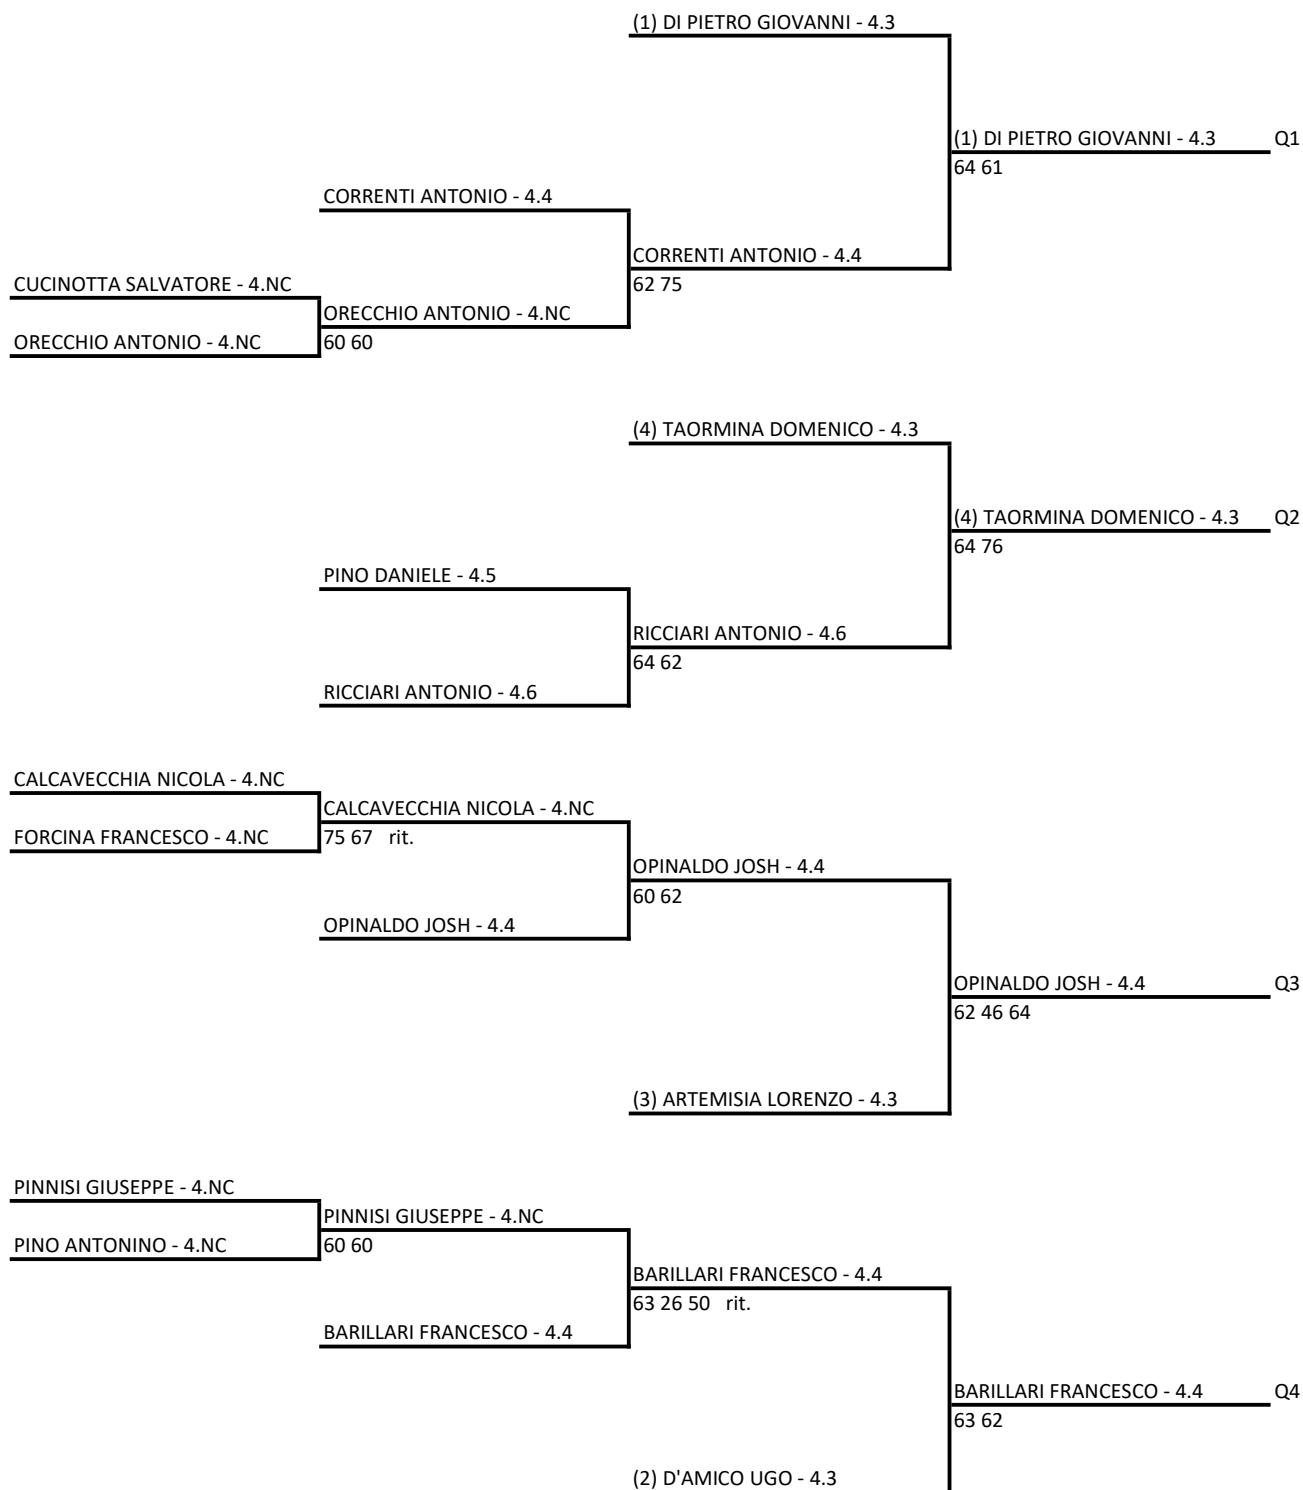 (1) DI PIETRO GIOVANNI - 4.3
(1) DI PIETRO GIOVANNI - 4.3 Q1
64 61
CORRENTI ANTONIO - 4.4
CORRENTI ANTONIO - 4.4
62 75
CUCINOTTA SALVATORE - 4.NC
ORECCHIO ANTONIO - 4.NC
ORECCHIO ANTONIO - 4.NC
60 60
(4) TAORMINA DOMENICO - 4.3
(4) TAORMINA DOMENICO - 4.3 Q2
64 76
PINO DANIELE - 4.5
RICCIARI ANTONIO - 4.6
64 62
RICCIARI ANTONIO - 4.6
CALCAVECCHIA NICOLA - 4.NC
CALCAVECCHIA NICOLA - 4.NC
FORCINA FRANCESCO - 4.NC
75 67 rit.
OPINALDO JOSH - 4.4
60 62
OPINALDO JOSH - 4.4
OPINALDO JOSH - 4.4 Q3
62 46 64
(3) ARTEMISIA LORENZO - 4.3
PINNISI GIUSEPPE - 4.NC
PINNISI GIUSEPPE - 4.NC
PINO ANTONINO - 4.NC
60 60
BARILLARI FRANCESCO - 4.4
63 26 50 rit.
BARILLARI FRANCESCO - 4.4
BARILLARI FRANCESCO - 4.4 Q4
63 62
(2) D'AMICO UGO - 4.3